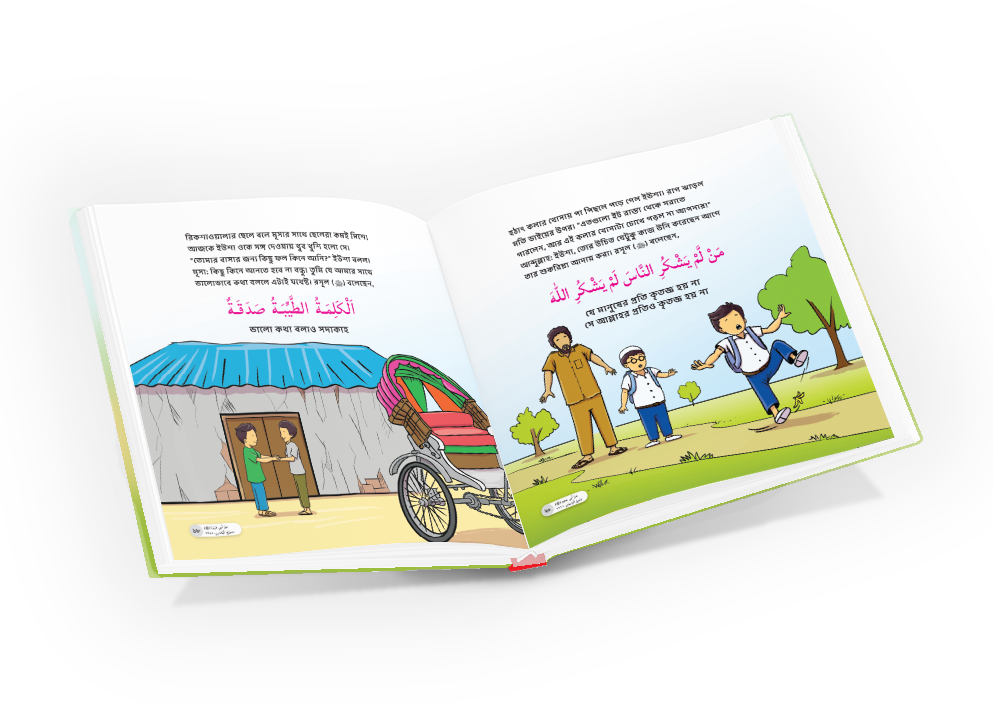 রিকশাওয়ালার ছেলে বলে মূসার সাথে ছেলেরা কমই মিশে।
আজকে ইউশা ওকে সঙ্গ দেওয়ায় খুব খুশি হলো সে।
"তোমার বাসার জন্য কিছু ফল কিনে আনি?" ইউশা বলল।
মূসা: কিছু কিনে আনতে হবে না বন্ধু। তুমি যে আমার সাথে
ভালোভাবে কথা বললে এটাই যথেষ্ট। রসূল (ﷺ) বলেছেন,
اَلْكَلِمَةُ الطَّيِّبَةُ صَدَقَةٌ
ভালো কথা বলাও সদাকাহ
হঠাৎ কলার খোসায় পা পিছলে পড়ে গেল ইউশা। রাগ ঝাড়ল
মতি ভাইয়ের উপর। "এতগুলো ইট রাস্তা থেকে সরাতে
পারলেন, আর এই কলার খোসাটা চোখে পড়ল না আপনার!"
আব্দুল্লাহ: ইউশা, তোর উচিত যেটুকু কাজ উনি করেছেন আগে
তার শুকরিয়া আদায় করা। রসূল (ﷺ) বলেছেন,
مَنْ لَّمْ يَشْكُرِ النَّاسَ لَمْ يَشْكُرِ اللّٰهَ
যে মানুষের প্রতি কৃতজ্ঞ হয় না
সে আল্লাহর প্রতিও কৃতজ্ঞ হয় না